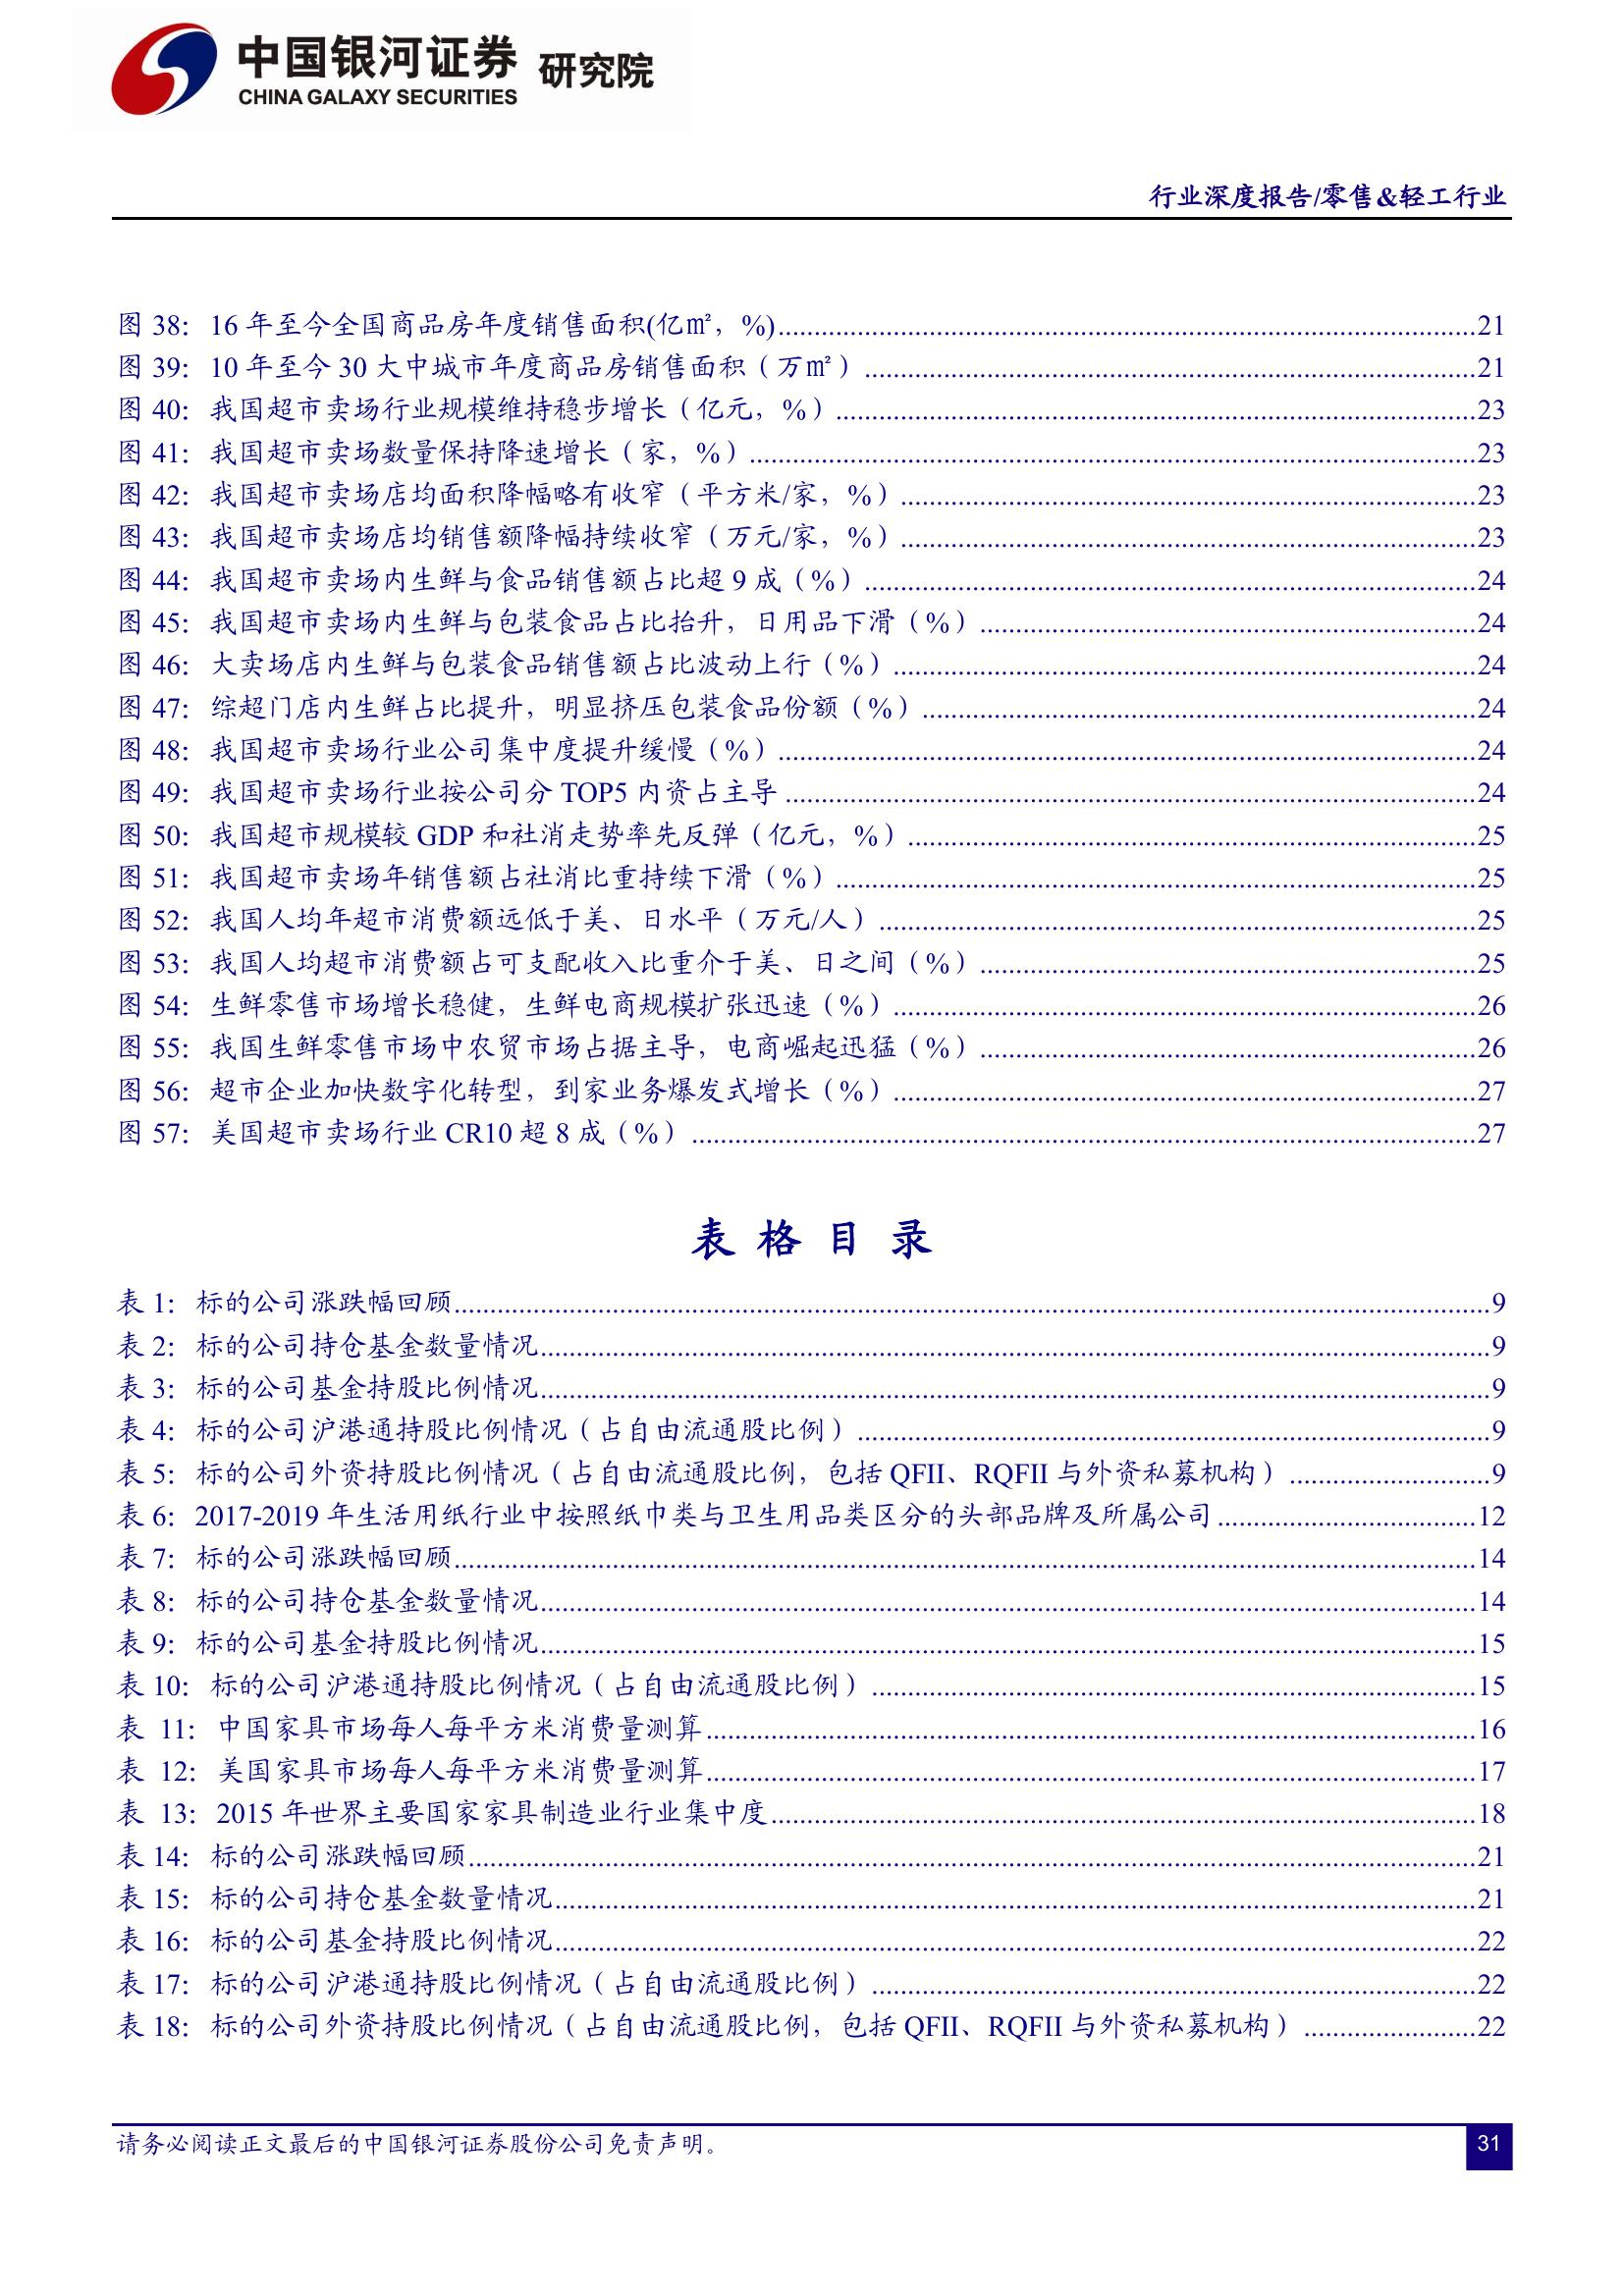 中国银河证券 研究院
CHINA GALAXY SECURITIES
行业深度报告/零售&轻工行业
图 38：16 年至今全国商品房年度销售面积(亿㎡，%)......21
图 39：10 年至今 30 大中城市年度商品房销售面积（万㎡）......21
图 40：我国超市卖场行业规模维持稳步增长（亿元，%）......23
图 41：我国超市卖场数量保持降速增长（家，%）......23
图 42：我国超市卖场店均面积降幅略有收窄（平方米/家，%）......23
图 43：我国超市卖场店均销售额降幅持续收窄（万元/家，%）......23
图 44：我国超市卖场内生鲜与食品销售额占比超 9 成（%）......24
图 45：我国超市卖场内生鲜与包装食品占比抬升，日用品下滑（%）......24
图 46：大卖场店内生鲜与包装食品销售额占比波动上行（%）......24
图 47：综超门店内生鲜占比提升，明显挤压包装食品份额（%）......24
图 48：我国超市卖场行业公司集中度提升缓慢（%）......24
图 49：我国超市卖场行业按公司分 TOP5 内资占主导......24
图 50：我国超市规模较 GDP 和社消走势率先反弹（亿元，%）......25
图 51：我国超市卖场年销售额占社消比重持续下滑（%）......25
图 52：我国人均年超市消费额远低于美、日水平（万元/人）......25
图 53：我国人均超市消费额占可支配收入比重介于美、日之间（%）......25
图 54：生鲜零售市场增长稳健，生鲜电商规模扩张迅速（%）......26
图 55：我国生鲜零售市场中农贸市场占据主导，电商崛起迅猛（%）......26
图 56：超市企业加快数字化转型，到家业务爆发式增长（%）......27
图 57：美国超市卖场行业 CR10 超 8 成（%）......27
表 格 目 录
表 1：标的公司涨跌幅回顾......9
表 2：标的公司持仓基金数量情况......9
表 3：标的公司基金持股比例情况......9
表 4：标的公司沪港通持股比例情况（占自由流通股比例）......9
表 5：标的公司外资持股比例情况（占自由流通股比例，包括 QFII、RQFII 与外资私募机构）......9
表 6：2017-2019 年生活用纸行业中按照纸巾类与卫生用品类区分的头部品牌及所属公司......12
表 7：标的公司涨跌幅回顾......14
表 8：标的公司持仓基金数量情况......14
表 9：标的公司基金持股比例情况......15
表 10：标的公司沪港通持股比例情况（占自由流通股比例）......15
表 11：中国家具市场每人每平方米消费量测算......16
表 12：美国家具市场每人每平方米消费量测算......17
表 13：2015 年世界主要国家家具制造业行业集中度......18
表 14：标的公司涨跌幅回顾......21
表 15：标的公司持仓基金数量情况......21
表 16：标的公司基金持股比例情况......22
表 17：标的公司沪港通持股比例情况（占自由流通股比例）......22
表 18：标的公司外资持股比例情况（占自由流通股比例，包括 QFII、RQFII 与外资私募机构）......22
请务必阅读正文最后的中国银河证券股份公司免责声明。
31